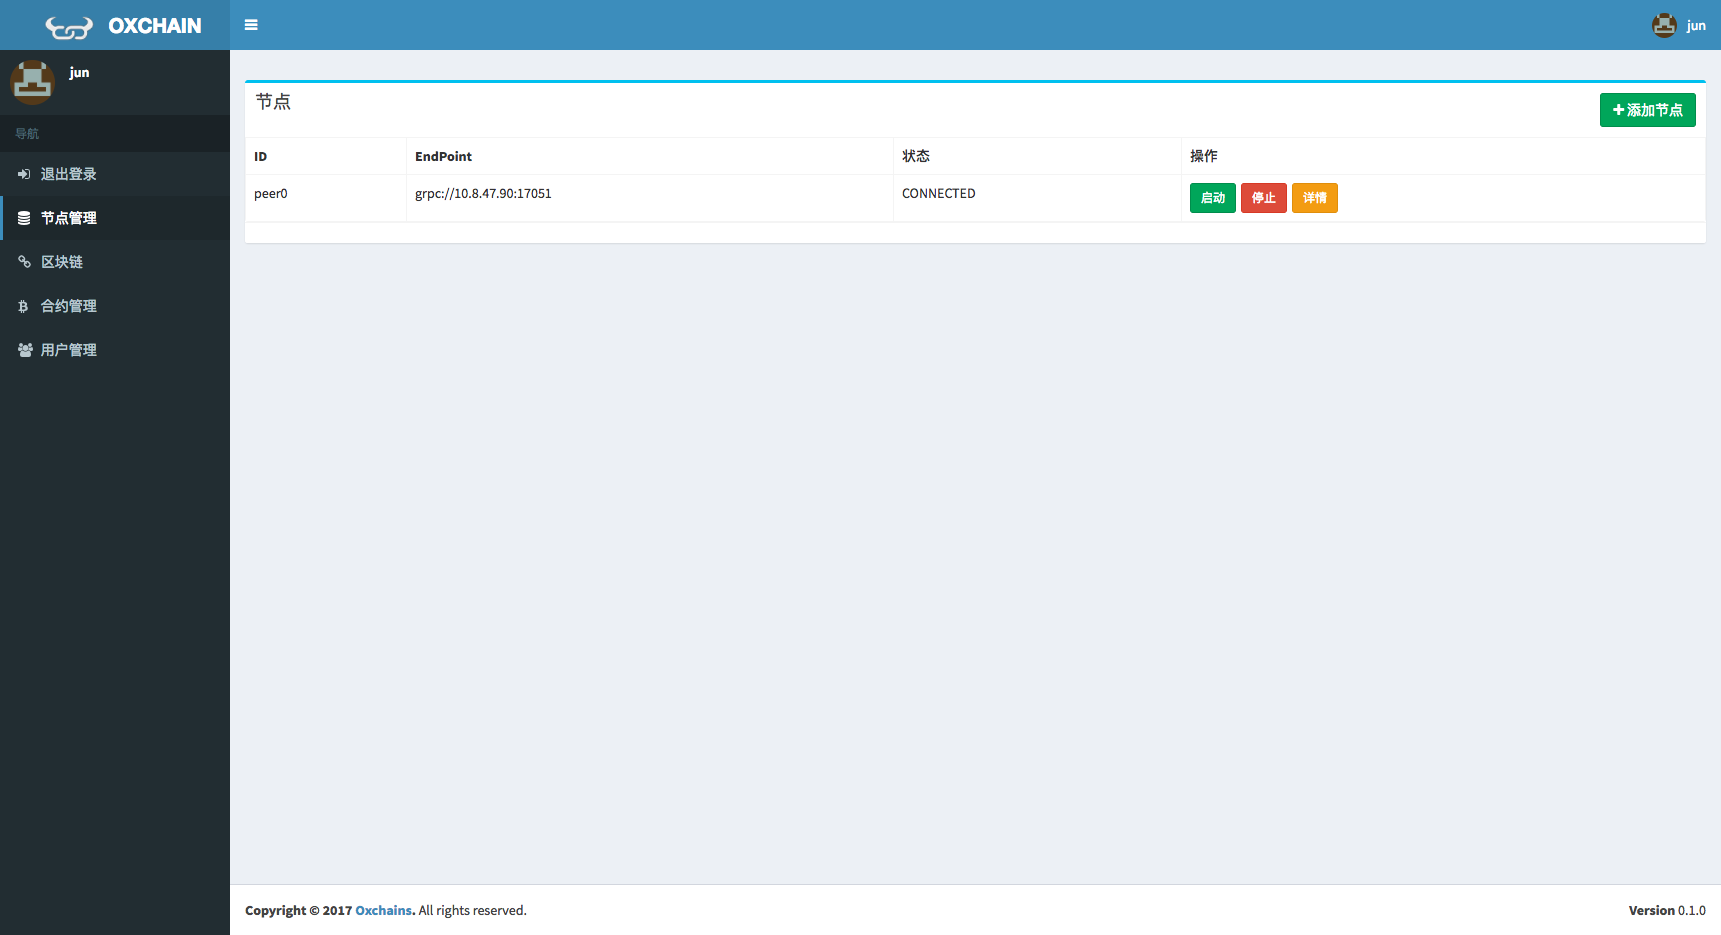 OXCHAIN
jun
jun
导航
退出登录
节点管理
区块链
合约管理
用户管理
节点
添加节点
ID EndPoint 状态 操作
peer0 grpc://10.8.47.90:17051 CONNECTED 启动 停止 详情
Copyright © 2017 Oxchains. All rights reserved.
Version 0.1.0